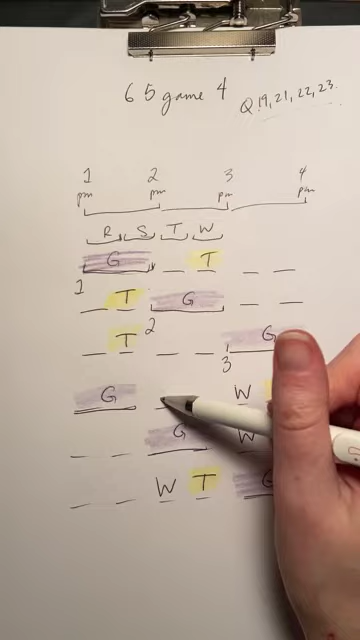 65 game 4
Q 19, 21, 22, 23.
1 2 3 4
pm pm pm pm
R S T W
G T
1 T G
T 2 G
3
G W
G W
W T G